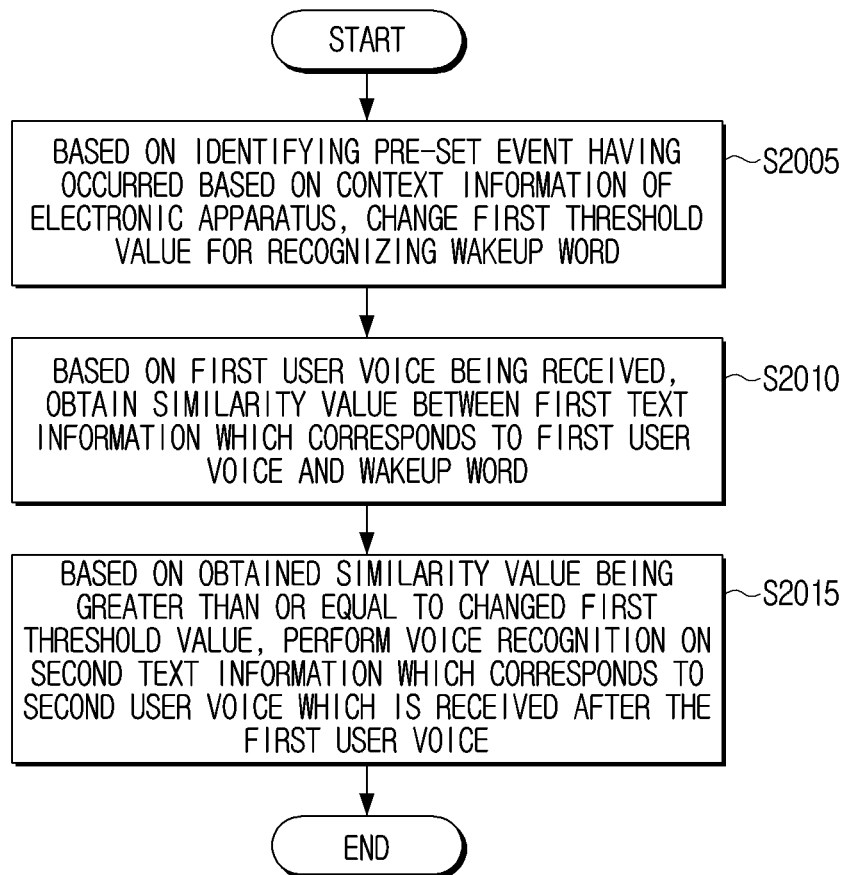 START
BASED ON IDENTIFYING PRE-SET EVENT HAVING
OCCURRED BASED ON CONTEXT INFORMATION OF
ELECTRONIC APPARATUS, CHANGE FIRST THRESHOLD
VALUE FOR RECOGNIZING WAKEUP WORD
S2005
BASED ON FIRST USER VOICE BEING RECEIVED,
OBTAIN SIMILARITY VALUE BETWEEN FIRST TEXT
INFORMATION WHICH CORRESPONDS TO FIRST USER
VOICE AND WAKEUP WORD
S2010
BASED ON OBTAINED SIMILARITY VALUE BEING
GREATER THAN OR EQUAL TO CHANGED FIRST
THRESHOLD VALUE, PERFORM VOICE RECOGNITION ON
SECOND TEXT INFORMATION WHICH CORRESPONDS TO
SECOND USER VOICE WHICH IS RECEIVED AFTER THE
FIRST USER VOICE
S2015
END